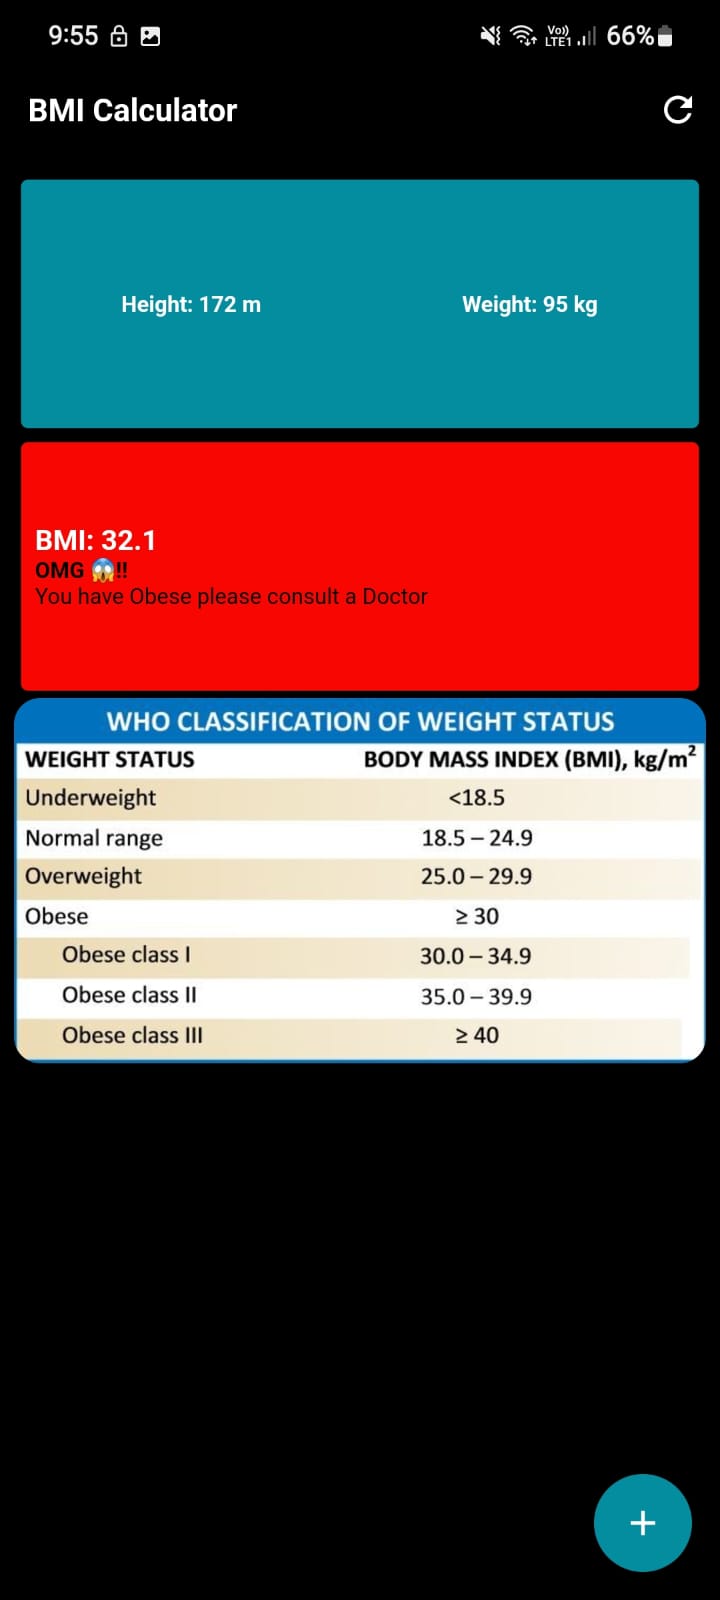 9:55 Vo)) LTE1 66%
BMI Calculator
Height: 172 m Weight: 95 kg
BMI: 32.1
OMG 😱!!
You have Obese please consult a Doctor
WHO CLASSIFICATION OF WEIGHT STATUS
WEIGHT STATUS BODY MASS INDEX (BMI), kg/m²
Underweight <18.5
Normal range 18.5 – 24.9
Overweight 25.0 – 29.9
Obese ≥ 30
Obese class I 30.0 – 34.9
Obese class II 35.0 – 39.9
Obese class III ≥ 40
+